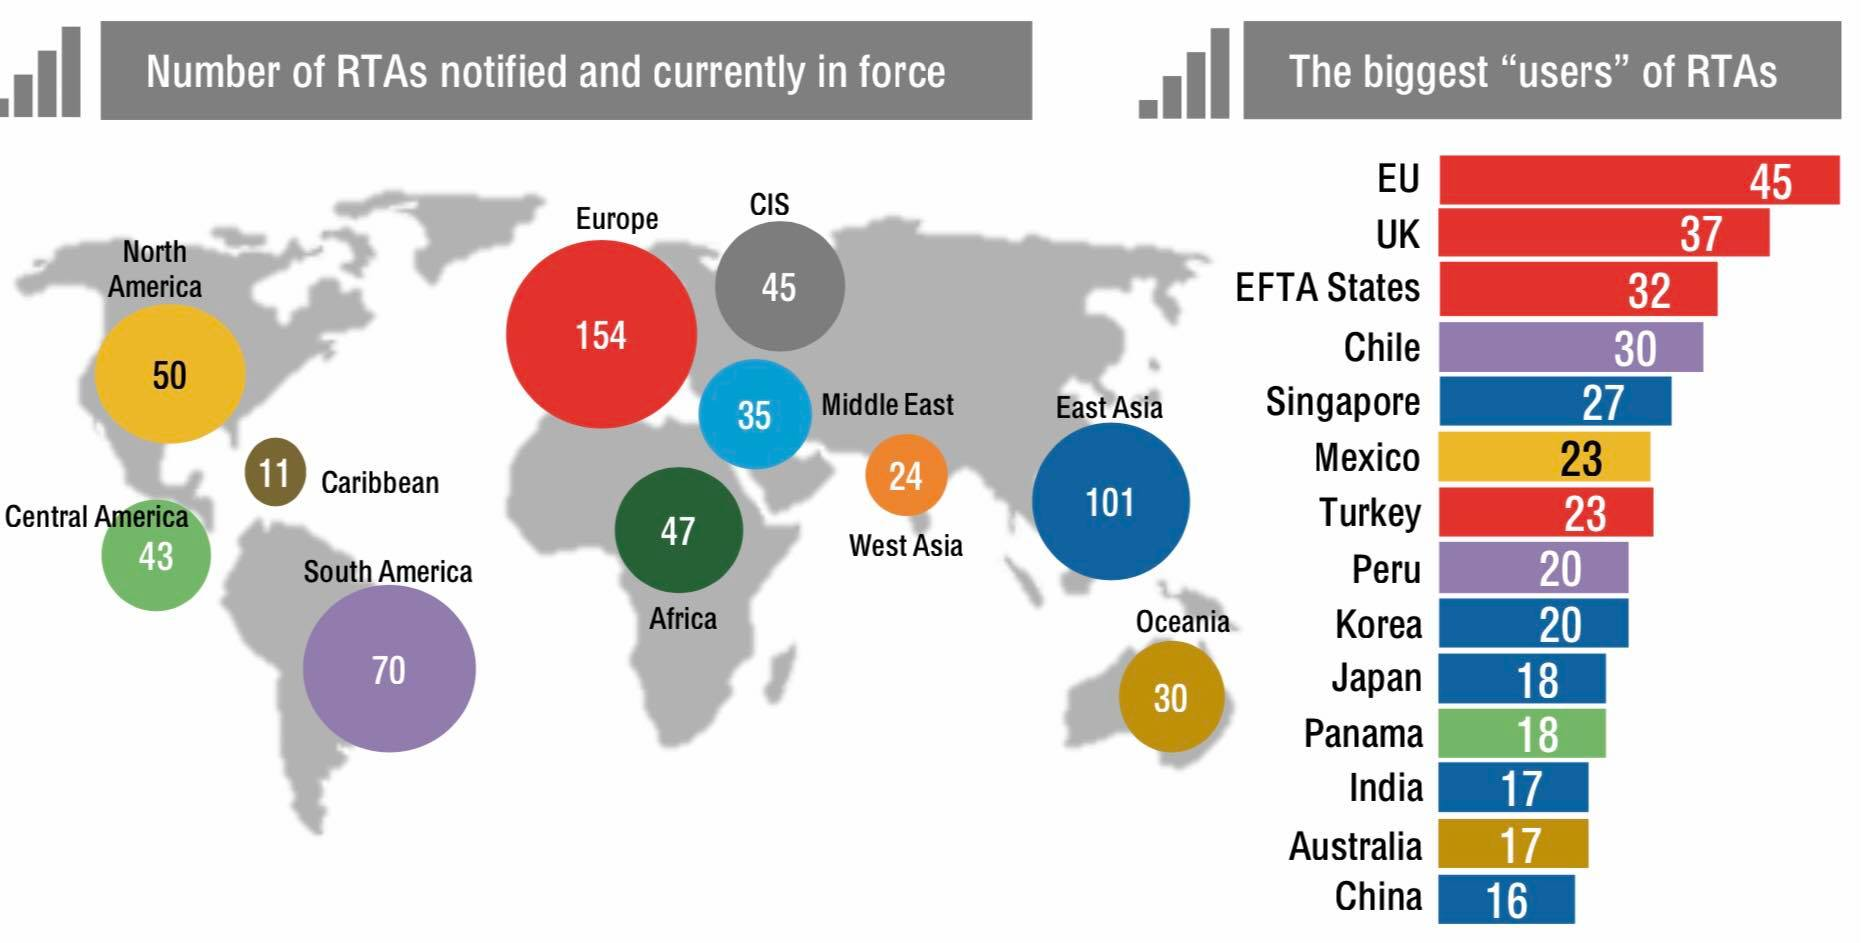 Number of RTAs notified and currently in force
North
America
50
Caribbean
11
Central America
43
South America
70
Europe
154
CIS
45
35
Middle East
47
Africa
24
West Asia
East Asia
101
Oceania
30
The biggest “users” of RTAs
EU 45
UK 37
EFTA States 32
Chile 30
Singapore 27
Mexico 23
Turkey 23
Peru 20
Korea 20
Japan 18
Panama 18
India 17
Australia 17
China 16